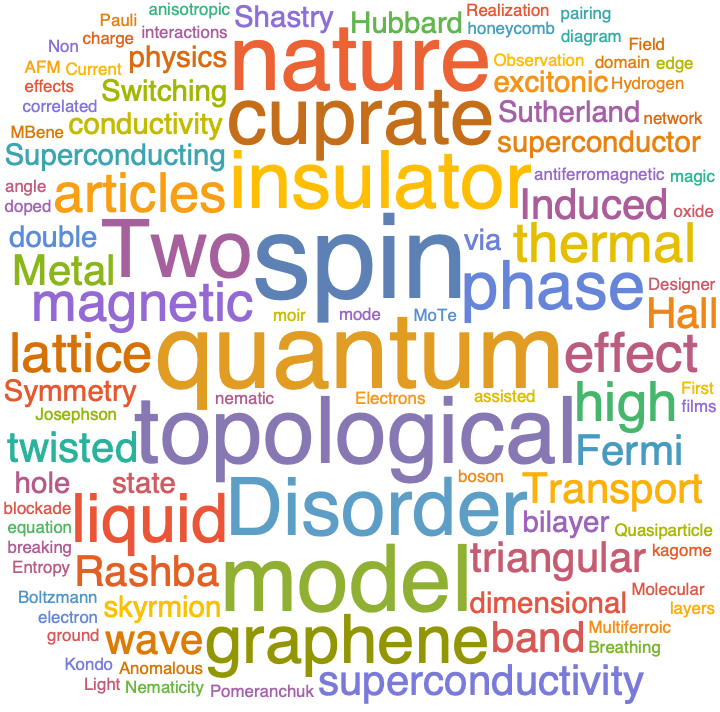 anisotropic Shastry Hubbard Realization pairing
Pauli honeycomb
charge interactions nature diagram
Non physics Observation Field
AFM Current domain edge
effects Switching cuprate excitonic Hydrogen
correlated Sutherland network
MBene conductivity superconductor
Superconducting insulator antiferromagnetic magic
angle articles Induced oxide
doped
double Two spin via thermal
Metal phase Designer
magnetic Hall
moir mode MoTe
lattice quantum effect
Symmetry nematic Electrons assisted high First
Josephson films
twisted topological Fermi
hole state boson Transport
blockade liquid Disorder bilayer Quasiparticle
equation
breaking triangular kagome
Entropy Rashba model
Boltzmann skyrmion dimensional Molecular
electron layers
ground wave graphene band Multiferroic
Breathing
Kondo Anomalous
Light Nematicity Pomeranchuk superconductivity